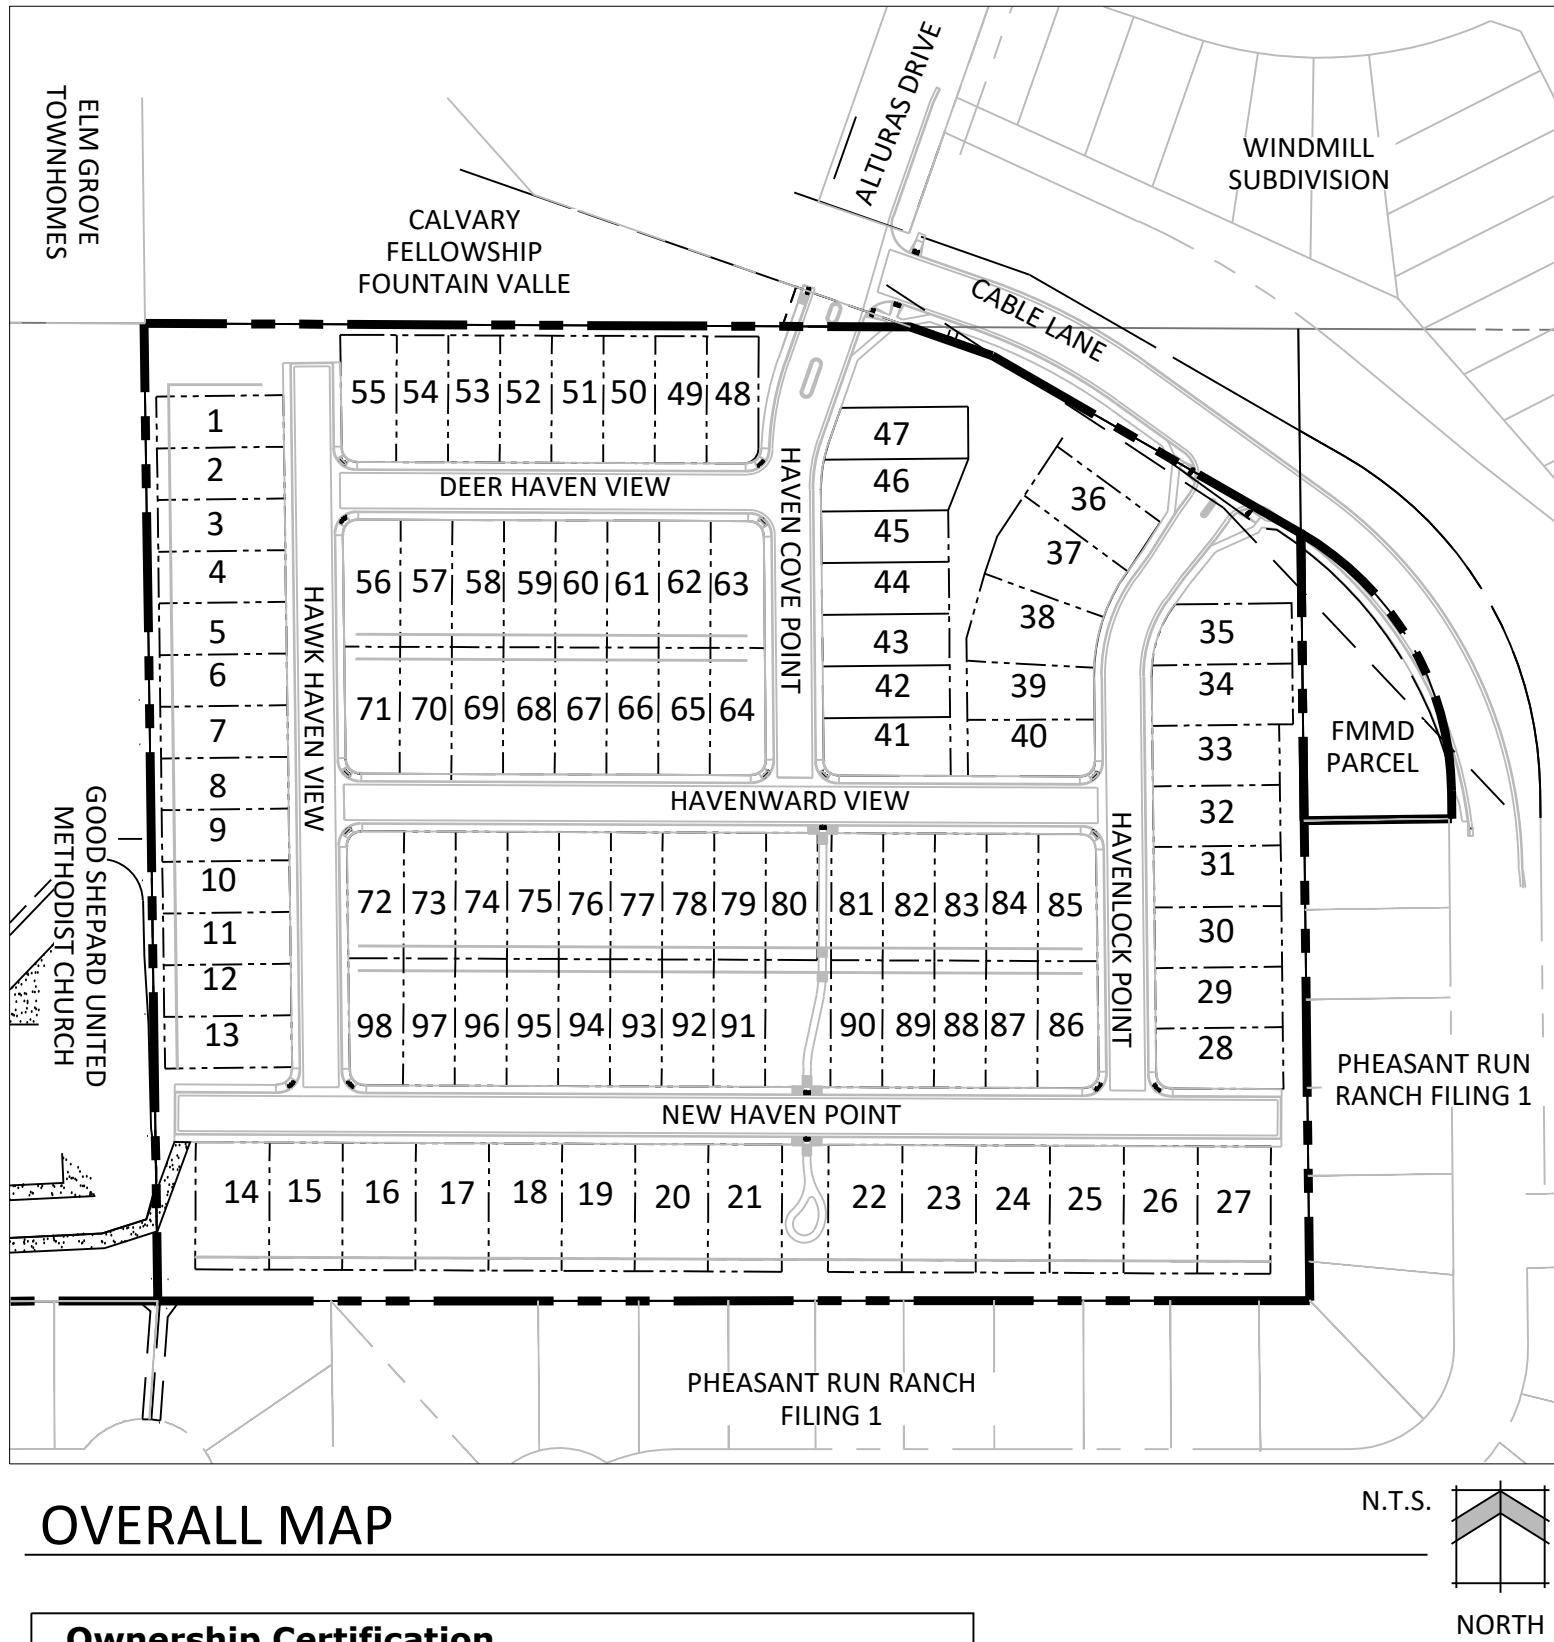 ELM GROVE
TOWNHOMES
CALVARY
FELLOWSHIP
FOUNTAIN VALLE
ALTURAS DRIVE
WINDMILL
SUBDIVISION
CABLE LANE
55 54 53 52 51 50 49 48
1
2
3
4
5
6
7
8
9
10
11
12
13
HAWK HAVEN VIEW
DEER HAVEN VIEW
HAVEN COVE POINT
47
46
45
44
43
42
41
36
37
38
39
40
56 57 58 59 60 61 62 63
71 70 69 68 67 66 65 64
35
34
33
32
31
30
29
28
FMMD
PARCEL
HAVENWARD VIEW
HAVENLOCK POINT
GOOD SHEPARD UNITED
METHODIST CHURCH
72 73 74 75 76 77 78 79 80 81 82 83 84 85
98 97 96 95 94 93 92 91 90 89 88 87 86
PHEASANT RUN
RANCH FILING 1
NEW HAVEN POINT
14 15 16 17 18 19 20 21 22 23 24 25 26 27
PHEASANT RUN RANCH
FILING 1
OVERALL MAP
N.T.S.
NORTH
Ownership Certification